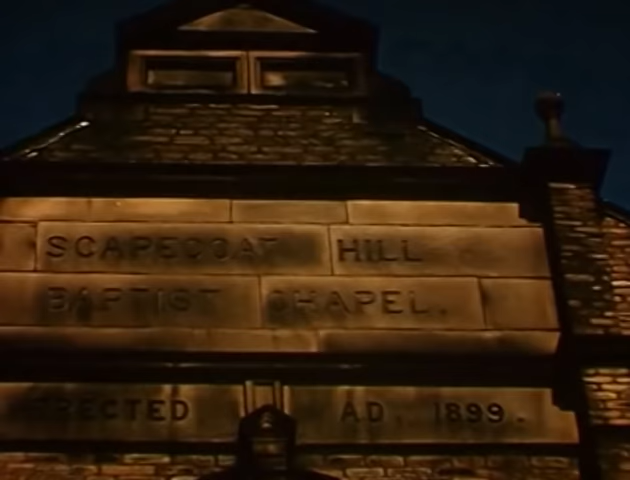 SCAPEGOAT HILL
BAPTIST CHAPEL.
ERECTED A.D. 1899.